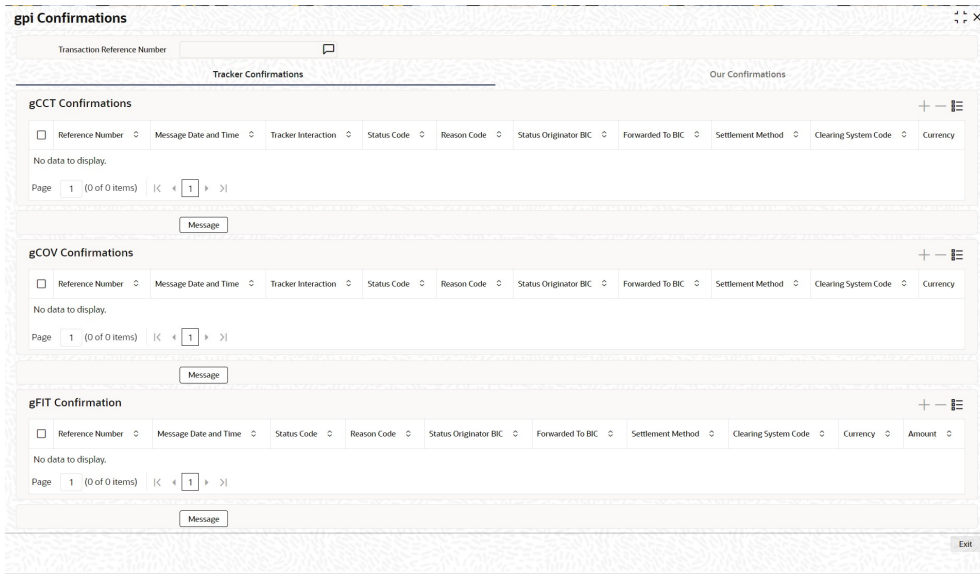 gpi Confirmations
Transaction Reference Number
Tracker Confirmations Our Confirmations
gCCT Confirmations
Reference Number Message Date and Time Tracker Interaction Status Code Reason Code Status Originator BIC Forwarded To BIC Settlement Method Clearing System Code Currency
No data to display.
Page 1 (0 of 0 items) 1
Message
gCOV Confirmations
Reference Number Message Date and Time Tracker Interaction Status Code Reason Code Status Originator BIC Forwarded To BIC Settlement Method Clearing System Code Currency
No data to display.
Page 1 (0 of 0 items) 1
Message
gFIT Confirmation
Reference Number Message Date and Time Status Code Reason Code Status Originator BIC Forwarded To BIC Settlement Method Clearing System Code Currency Amount
No data to display.
Page 1 (0 of 0 items) 1
Message
Exit